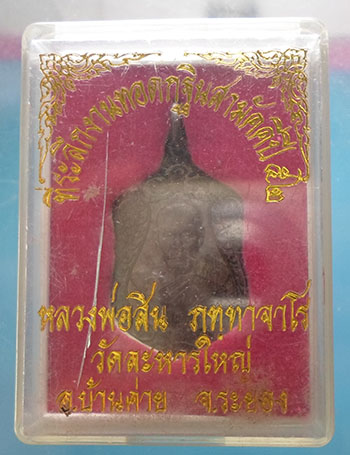 ที่ระลึกงานทอดกฐินสามัคคีปี ๕๒
หลวงพ่อสิน ภทฺทาจาโร
วัดละหารใหญ่
อ.บ้านค่าย จ.ระยอง